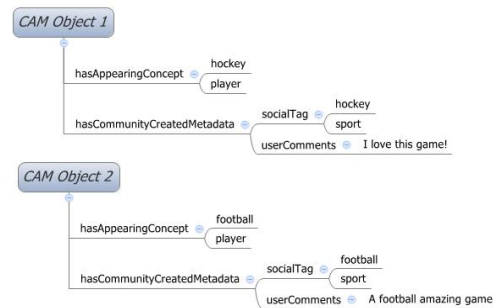 CAM Object 1
hasAppearingConcept
hockey
player
hasCommunityCreatedMetadata
socialTag
hockey
sport
userComments
I love this game!
CAM Object 2
hasAppearingConcept
football
player
hasCommunityCreatedMetadata
socialTag
football
sport
userComments
A football amazing game